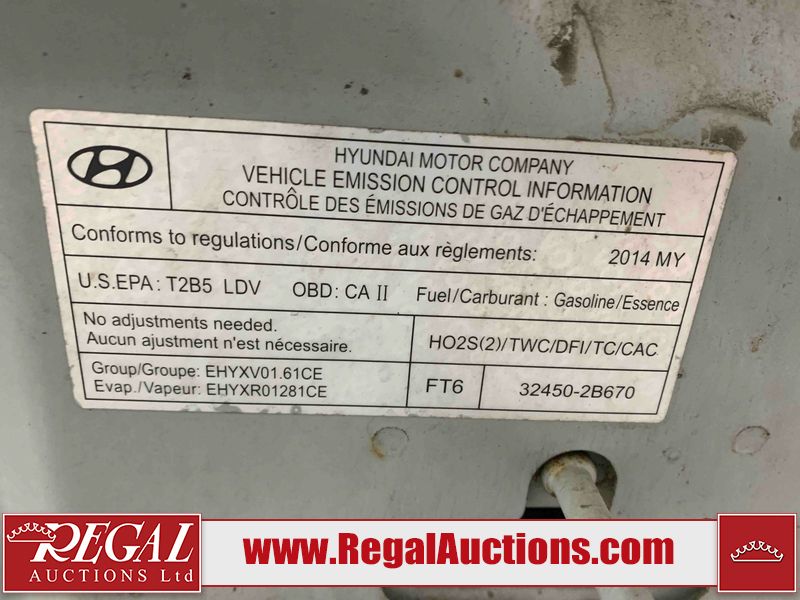 HYUNDAI MOTOR COMPANY
VEHICLE EMISSION CONTROL INFORMATION
CONTRÔLE DES ÉMISSIONS DE GAZ D'ÉCHAPPEMENT
Conforms to regulations/Conforme aux règlements: 2014 MY
U.S.EPA: T2B5 LDV OBD: CA II Fuel/Carburant : Gasoline/Essence
No adjustments needed.
Aucun ajustment n'est nécessaire.
HO2S(2)/TWC/DFI/TC/CAC
Group/Groupe: EHYXV01.61CE
Evap./Vapeur: EHYXR01281CE
FT6
32450-2B670
REGAL
AUCTIONS Ltd
www.RegalAuctions.com